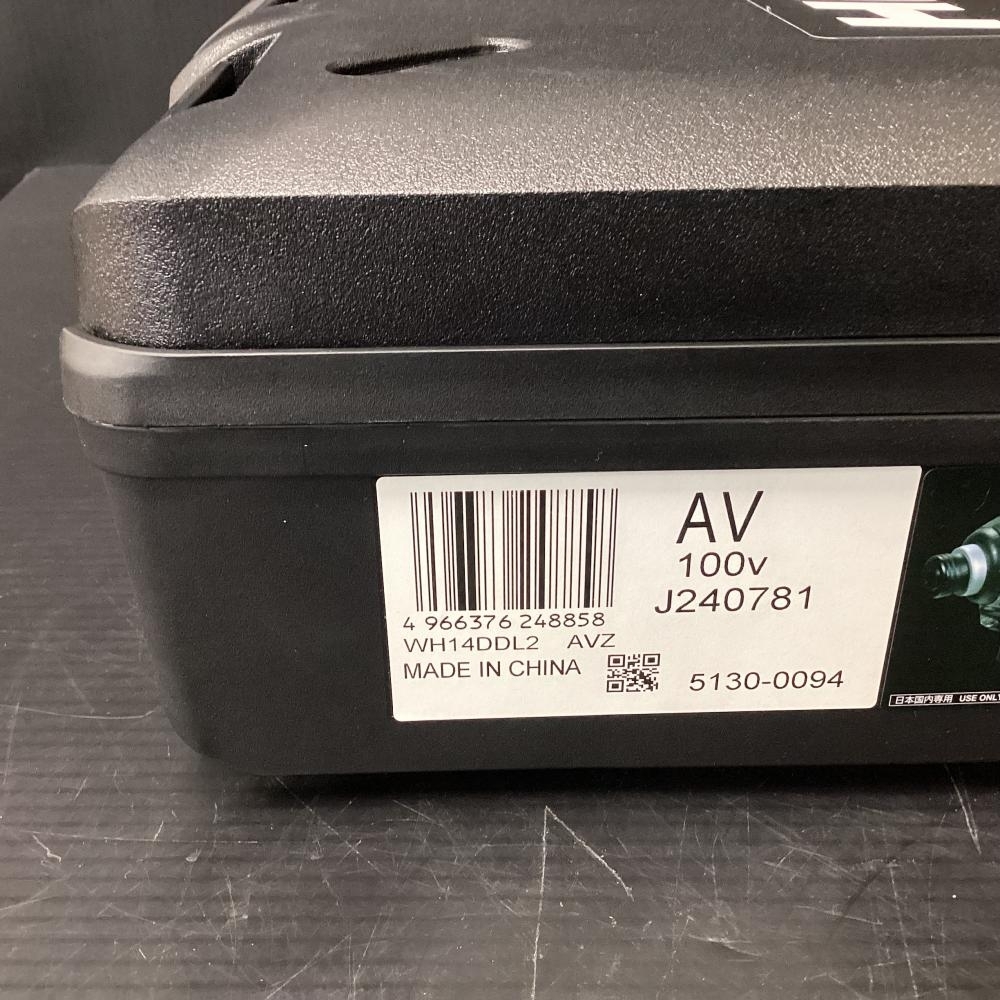 AV
100v
J240781
4 966376 248858
WH14DDL2 AVZ
MADE IN CHINA
5130-0094
日本国内専用 USE ONLY